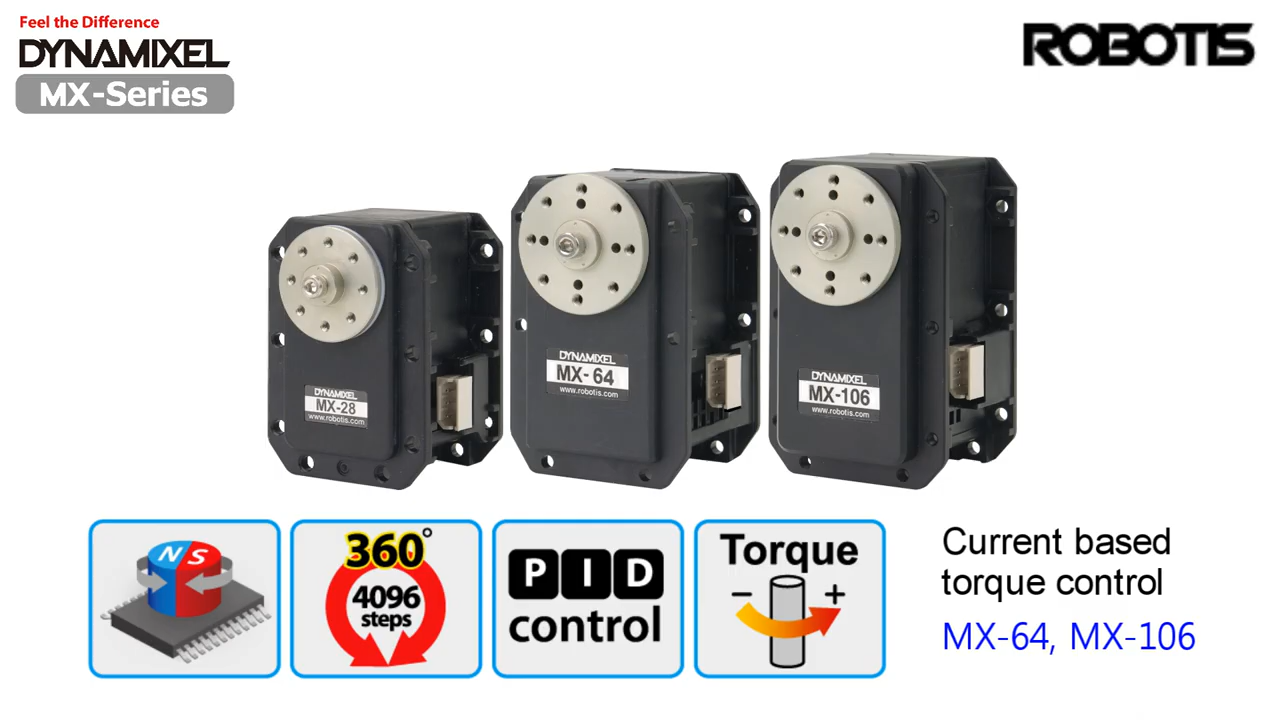 Feel the Difference
DYNAMIXEL
MX-Series
ROBOTIS
DYNAMIXEL
MX-28
www.robotis.com
DYNAMIXEL
MX-64
www.robotis.com
DYNAMIXEL
MX-106
www.robotis.com
N S
360°
4096
steps
PID
control
Torque
- +
Current based
torque control
MX-64, MX-106